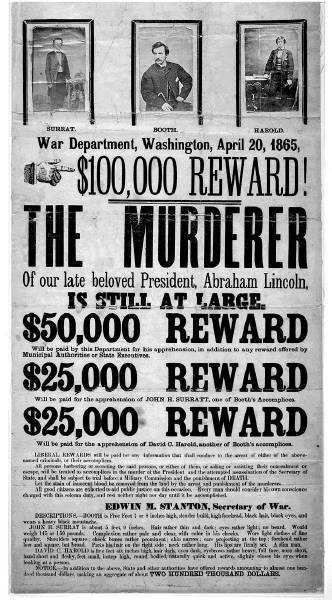 SURRAT.
BOOTH.
HAROLD.
War Department, Washington, April 20, 1865,
$100,000 REWARD!
THE MURDERER
Of our late beloved President, Abraham Lincoln,
IS STILL AT LARGE.
$50,000 REWARD
Will be paid by this Department for his apprehension, in addition to any reward offered by
Municipal Authorities or State Executives.
$25,000 REWARD
Will be paid for the apprehension of JOHN H. SURRATT, one of Booth's Accomplices.
$25,000 REWARD
Will be paid for the apprehension of David C. Harold, another of Booth's accomplices.
LIBERAL REWARDS will be paid for any information that shall conduce to the arrest of either of the above-
named criminals, or their accomplices.
All persons harboring or secreting the said persons, or either of them, or aiding or assisting their concealment or
escape, will be treated as accomplices in the murder of the President and the attempted assassination of the Secretary of
State, and shall be subject to trial before a Military Commission and the punishment of DEATH.
Let the stain of innocent blood be removed from the land by the arrest and punishment of the murderers.
All good citizens are exhorted to aid public justice on this occasion. Every man should consider his own conscience
charged with this solemn duty, and rest neither night nor day until it be accomplished.
EDWIN M. STANTON, Secretary of War.
DESCRIPTIONS.—BOOTH is Five Feet 7 or 8 inches high, slender build, high forehead, black hair, black eyes, and
wears a heavy black moustache.
JOHN H. SURRAT is about 5 feet, 9 inches. Hair rather thin and dark; eyes rather light; no beard. Would
weigh 145 or 150 pounds. Complexion rather pale and clear, with color in his cheeks. Wore light clothes of fine
quality. Shoulders square; cheek bones rather prominent; chin narrow; ears projecting at the top; forehead rather
low and square, but broad. Parts his hair on the right side; neck rather long. His lips are firmly set. A slim man.
DAVID C. HAROLD is five feet six inches high, hair dark, eyes dark, eyebrows rather heavy, full face, nose short,
hand short and fleshy, feet small, instep high, round bodied, naturally quick and active, slightly closes his eyes when
looking at a person.
NOTICE.—In addition to the above, State and other authorities have offered rewards amounting to almost one hun-
dred thousand dollars, making an aggregate of about TWO HUNDRED THOUSAND DOLLARS.